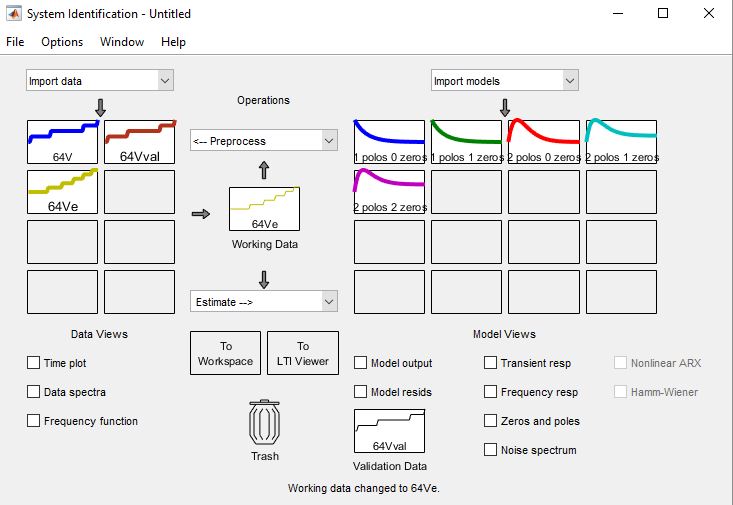 System Identification - Untitled
File Options Window Help
Import data
Import models
Operations
64V
64Vval
<-- Preprocess
1 polos 0 zeros
1 polos 1 zeros
2 polos 0 zeros
2 polos 1 zeros
64Ve
64Ve
2 polos 2 zeros
Working Data
Estimate -->
Data Views
To
Workspace
To
LTI Viewer
Model Views
Time plot
Data spectra
Frequency function
Model output
Model resids
Transient resp
Frequency resp
Zeros and poles
Noise spectrum
Nonlinear ARX
Hamm-Wiener
Trash
64Vval
Validation Data
Working data changed to 64Ve.